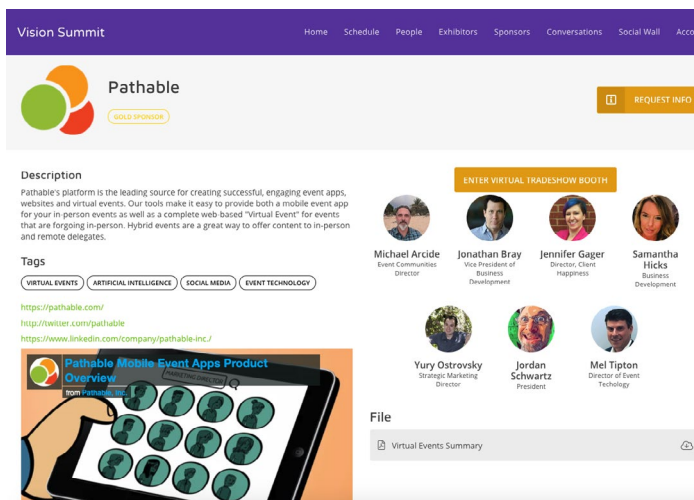 Vision Summit
Home Schedule People Exhibitors Sponsors Conversations Social Wall Acco
Pathable
GOLD SPONSOR
REQUEST INFO
Description
Pathable's platform is the leading source for creating successful, engaging event apps,
websites and virtual events. Our tools make it easy to provide both a mobile event app
for your in-person events as well as a complete web-based "Virtual Event" for events
that are forgoing in-person. Hybrid events are a great way to offer content to in-person
and remote delegates.
Tags
VIRTUAL EVENTS ARTIFICIAL INTELLIGENCE SOCIAL MEDIA EVENT TECHNOLOGY
https://pathable.com/
http://twitter.com/pathable
https://www.linkedin.com/company/pathable-inc./
Pathable Mobile Event Apps Product
Overview
from Pathable, Inc.
MARKETING DIRECTOR
ENTER VIRTUAL TRADESHOW BOOTH
Michael Arcide
Event Communities
Director
Jonathan Bray
Vice President of
Business
Development
Jennifer Gager
Director, Client
Happiness
Samantha
Hicks
Business
Development
Yury Ostrovsky
Strategic Marketing
Director
Jordan
Schwartz
President
Mel Tipton
Director of Event
Techology
File
Virtual Events Summary